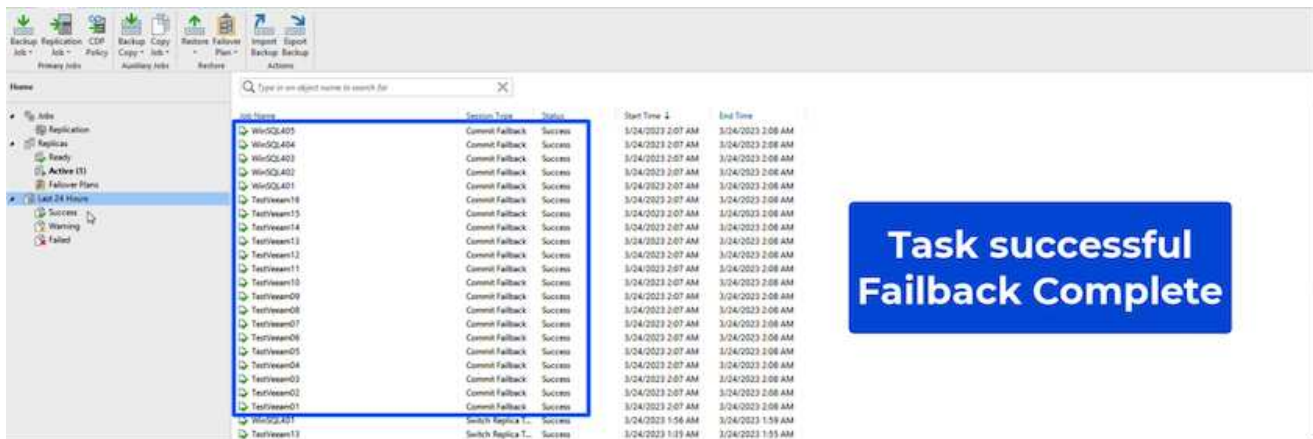 Backup Replication CDP Backup Copy Restore Failover Import Export
Job Job Policy Copy Job Plan Backup Backup
Primary Jobs Auxiliary Jobs Restore Actions
Home
Type in an object name to search for
Jobs
Replication
Replicas
Ready
Active (1)
Failover Plans
Last 24 Hours
Success
Warning
Failed
Job Name Session Type Status Start Time ↓ End Time
WinSQL405 Commit Failback Success 3/24/2023 2:07 AM 3/24/2023 2:08 AM
WinSQL404 Commit Failback Success 3/24/2023 2:07 AM 3/24/2023 2:08 AM
WinSQL403 Commit Failback Success 3/24/2023 2:07 AM 3/24/2023 2:08 AM
WinSQL402 Commit Failback Success 3/24/2023 2:07 AM 3/24/2023 2:08 AM
WinSQL401 Commit Failback Success 3/24/2023 2:07 AM 3/24/2023 2:08 AM
TestVeeam16 Commit Failback Success 3/24/2023 2:07 AM 3/24/2023 2:08 AM
TestVeeam15 Commit Failback Success 3/24/2023 2:07 AM 3/24/2023 2:08 AM
TestVeeam14 Commit Failback Success 3/24/2023 2:07 AM 3/24/2023 2:08 AM
TestVeeam13 Commit Failback Success 3/24/2023 2:07 AM 3/24/2023 2:08 AM
TestVeeam12 Commit Failback Success 3/24/2023 2:07 AM 3/24/2023 2:08 AM
TestVeeam11 Commit Failback Success 3/24/2023 2:07 AM 3/24/2023 2:08 AM
TestVeeam10 Commit Failback Success 3/24/2023 2:07 AM 3/24/2023 2:08 AM
TestVeeam09 Commit Failback Success 3/24/2023 2:07 AM 3/24/2023 2:08 AM
TestVeeam08 Commit Failback Success 3/24/2023 2:07 AM 3/24/2023 2:08 AM
TestVeeam07 Commit Failback Success 3/24/2023 2:07 AM 3/24/2023 2:08 AM
TestVeeam06 Commit Failback Success 3/24/2023 2:07 AM 3/24/2023 2:08 AM
TestVeeam05 Commit Failback Success 3/24/2023 2:07 AM 3/24/2023 2:08 AM
TestVeeam04 Commit Failback Success 3/24/2023 2:07 AM 3/24/2023 2:08 AM
TestVeeam03 Commit Failback Success 3/24/2023 2:07 AM 3/24/2023 2:08 AM
TestVeeam02 Commit Failback Success 3/24/2023 2:07 AM 3/24/2023 2:08 AM
TestVeeam01 Commit Failback Success 3/24/2023 2:07 AM 3/24/2023 2:08 AM
WinSQL401 Switch Replica T... Success 3/24/2023 1:56 AM 3/24/2023 1:59 AM
TestVeeam13 Switch Replica T... Success 3/24/2023 1:35 AM 3/24/2023 1:55 AM
Task successful
Failback Complete